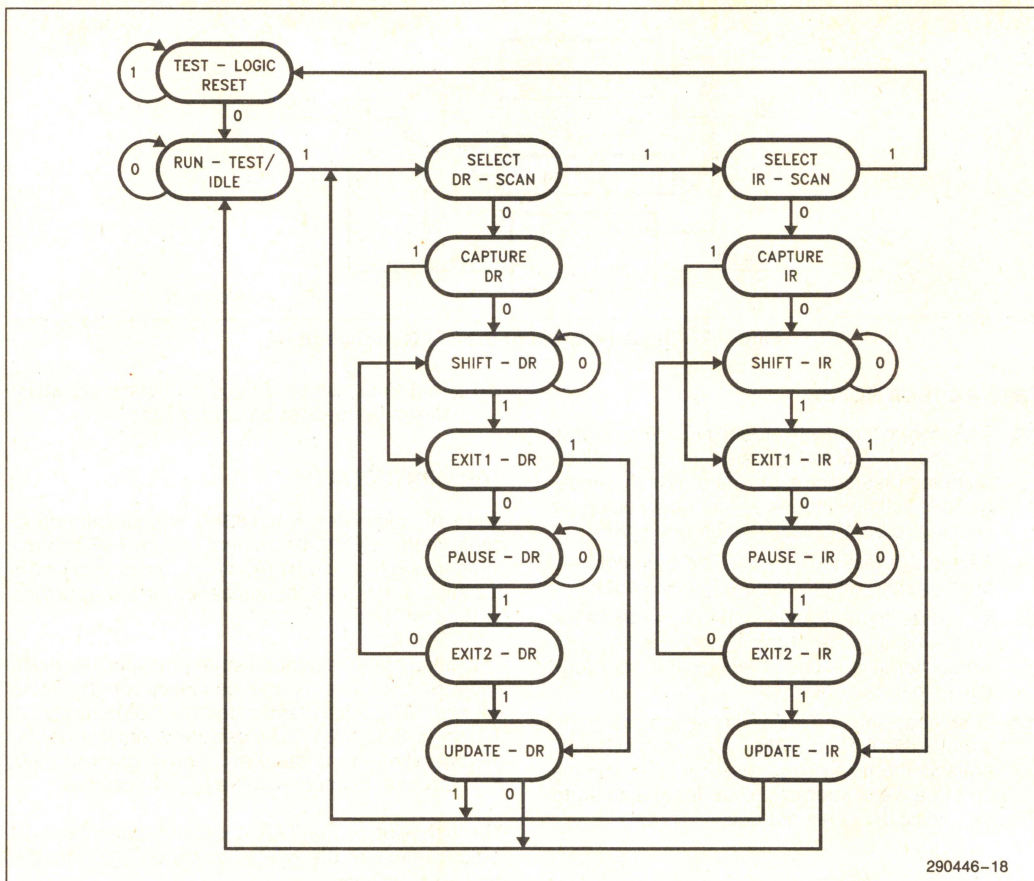 TEST – LOGIC
RESET
1
0
RUN – TEST/
IDLE
0
1
SELECT
DR – SCAN
1
SELECT
IR – SCAN
1
0
0
CAPTURE
DR
1
CAPTURE
IR
1
0
0
SHIFT – DR
0
SHIFT – IR
0
1
1
EXIT1 – DR
1
EXIT1 – IR
1
0
0
PAUSE – DR
0
PAUSE – IR
0
1
1
0
EXIT2 – DR
0
EXIT2 – IR
1
1
UPDATE – DR
UPDATE – IR
1
0
290446–18